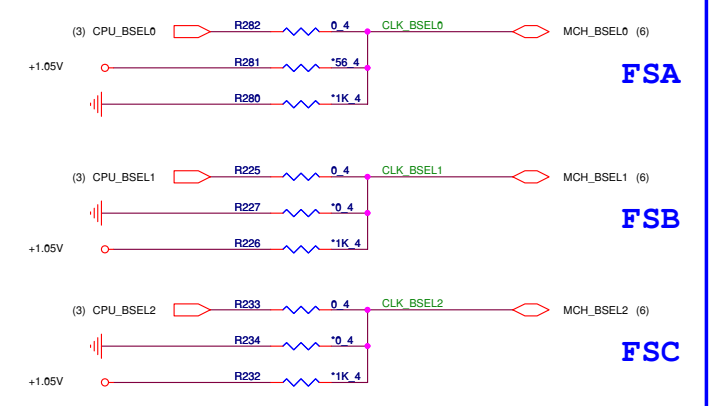 (3) CPU_BSEL0 R282 0_4 CLK_BSEL0 MCH_BSEL0 (6)
+1.05V R281 *56_4
FSA
R280 *1K_4
(3) CPU_BSEL1 R225 0_4 CLK_BSEL1 MCH_BSEL1 (6)
R227 *0_4
FSB
+1.05V R226 *1K_4
(3) CPU_BSEL2 R233 0_4 CLK_BSEL2 MCH_BSEL2 (6)
R234 *0_4
FSC
+1.05V R232 *1K_4